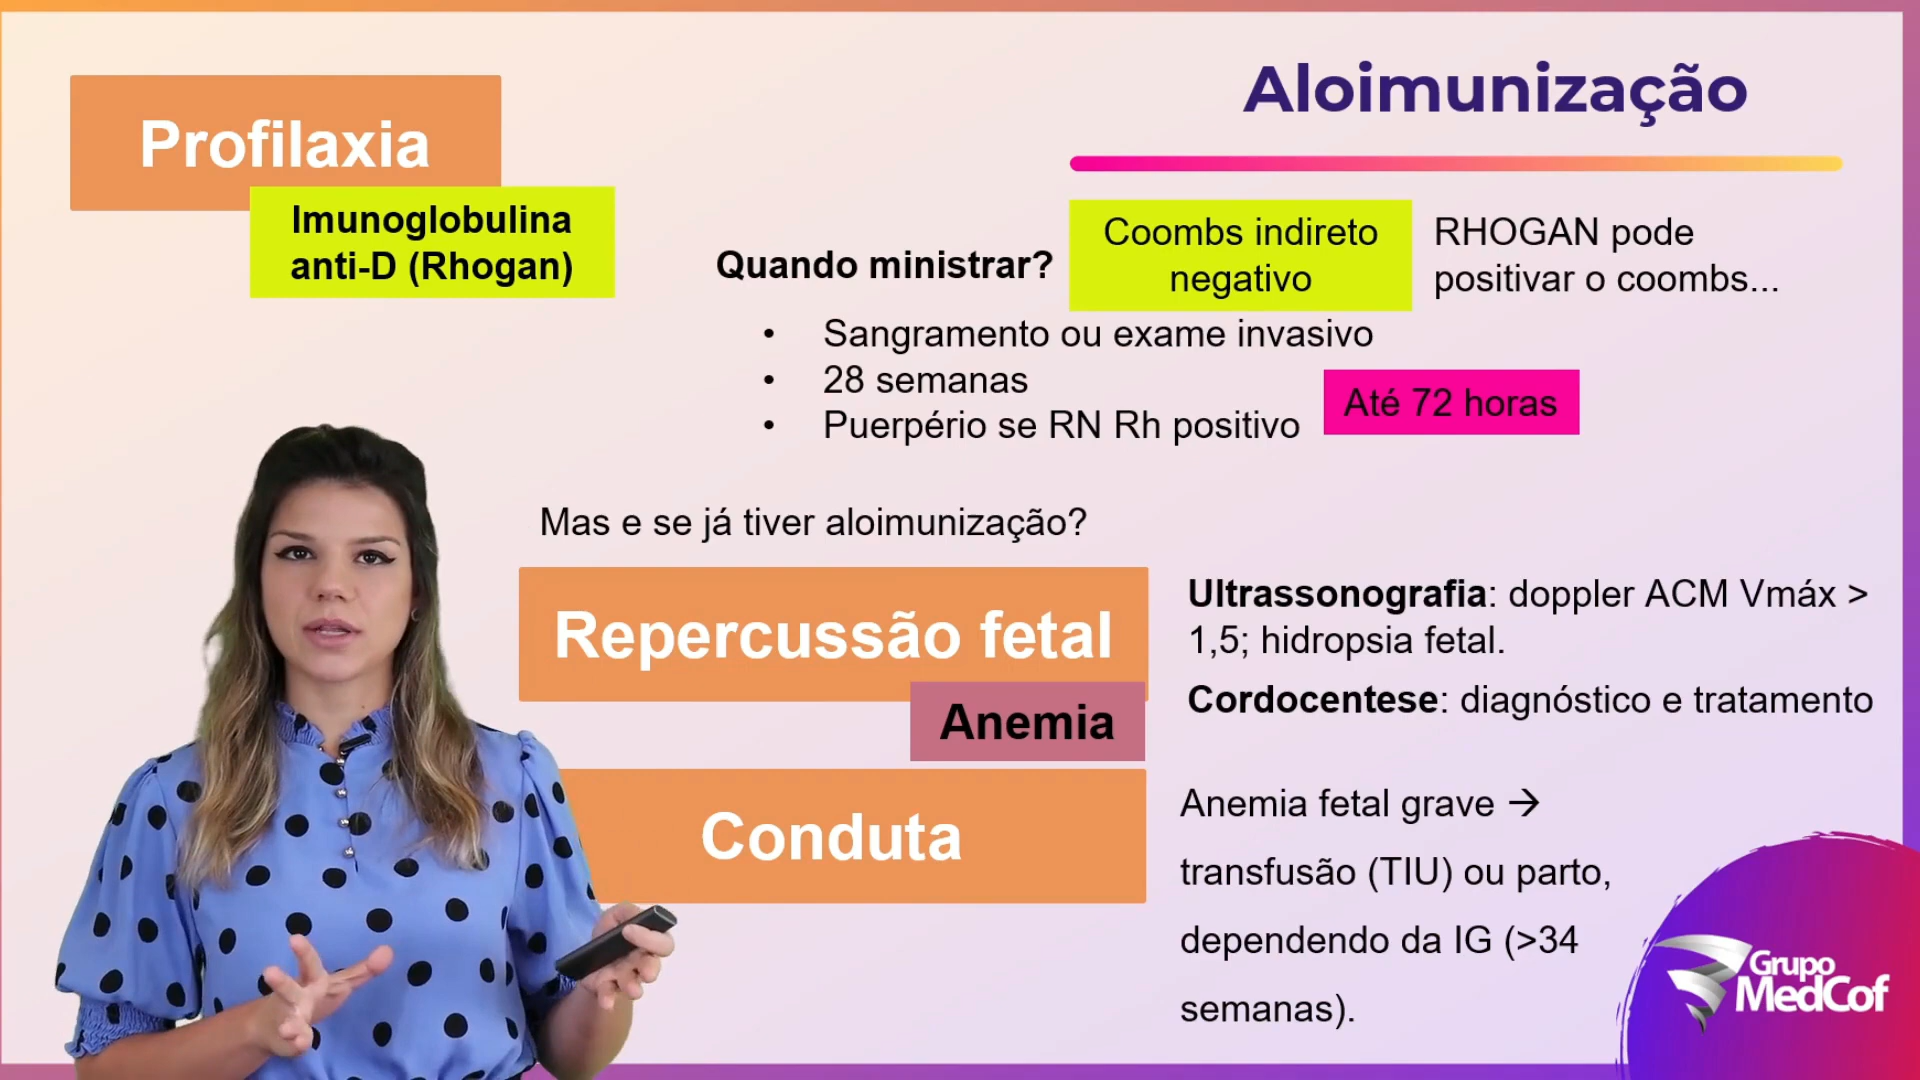 Aloimunização
Profilaxia
Imunoglobulina
anti-D (Rhogan)
Quando ministrar?
Coombs indireto
negativo
RHOGAN pode
positivar o coombs...
• Sangramento ou exame invasivo
• 28 semanas
• Puerpério se RN Rh positivo
Até 72 horas
Mas e se já tiver aloimunização?
Repercussão fetal
Anemia
Ultrassonografia: doppler ACM Vmáx >
1,5; hidropsia fetal.
Cordocentese: diagnóstico e tratamento
Conduta
Anemia fetal grave →
transfusão (TIU) ou parto,
dependendo da IG (>34
semanas).
Grupo
MedCof